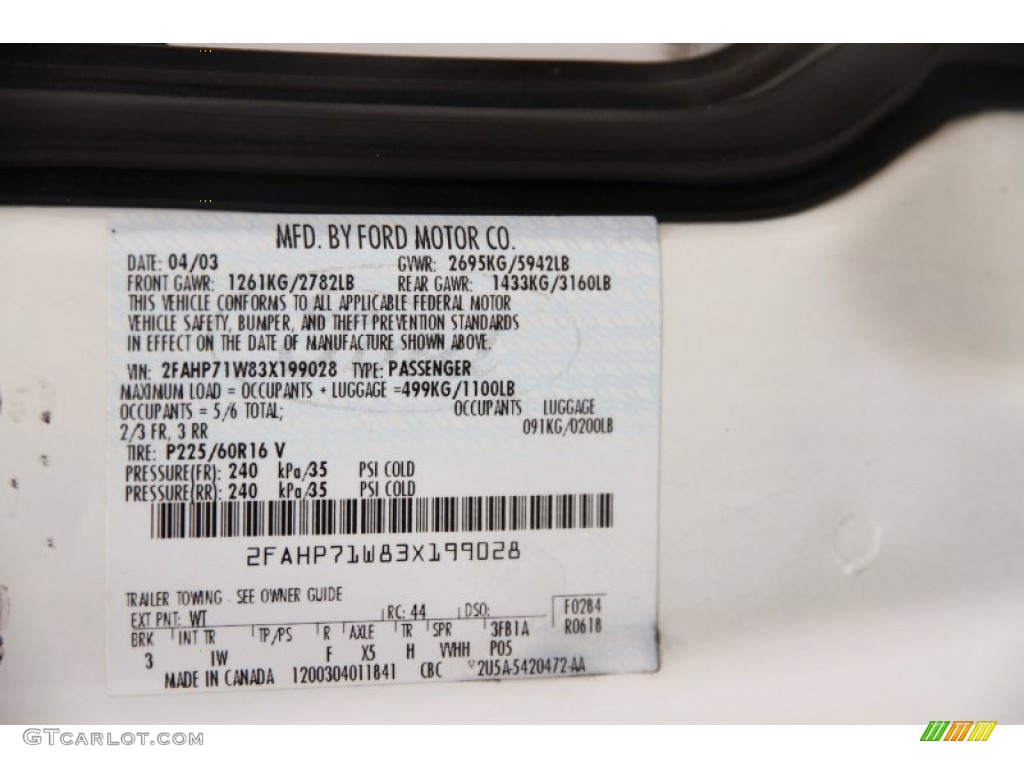 MFD. BY FORD MOTOR CO.
DATE: 04/03 GVWR: 2695KG/5942LB
FRONT GAWR: 1261KG/2782LB REAR GAWR: 1433KG/3160LB
THIS VEHICLE CONFORMS TO ALL APPLICABLE FEDERAL MOTOR
VEHICLE SAFETY, BUMPER, AND THEFT PREVENTION STANDARDS
IN EFFECT ON THE DATE OF MANUFACTURE SHOWN ABOVE.
VIN: 2FAHP71W83X199028 TYPE: PASSENGER
MAXIMUM LOAD = OCCUPANTS + LUGGAGE =499KG/1100LB
OCCUPANTS = 5/6 TOTAL; OCCUPANTS LUGGAGE
2/3 FR, 3 RR 091KG/0200LB
TIRE: P225/60R16 V
PRESSURE(FR): 240 kPa/35 PSI COLD
PRESSURE(RR): 240 kPa/35 PSI COLD
2FAHP71W83X199028
TRAILER TOWING - SEE OWNER GUIDE
EXT PNT: WT RC: 44 DSO: F0284
BRK INT TR TP/PS R AXLE TR SPR 3FB1A R0618
3 1W F X5 H VVHH P05
MADE IN CANADA 1200304011841 CBC 2U5A-5420472-AA
GTCARLOT.COM